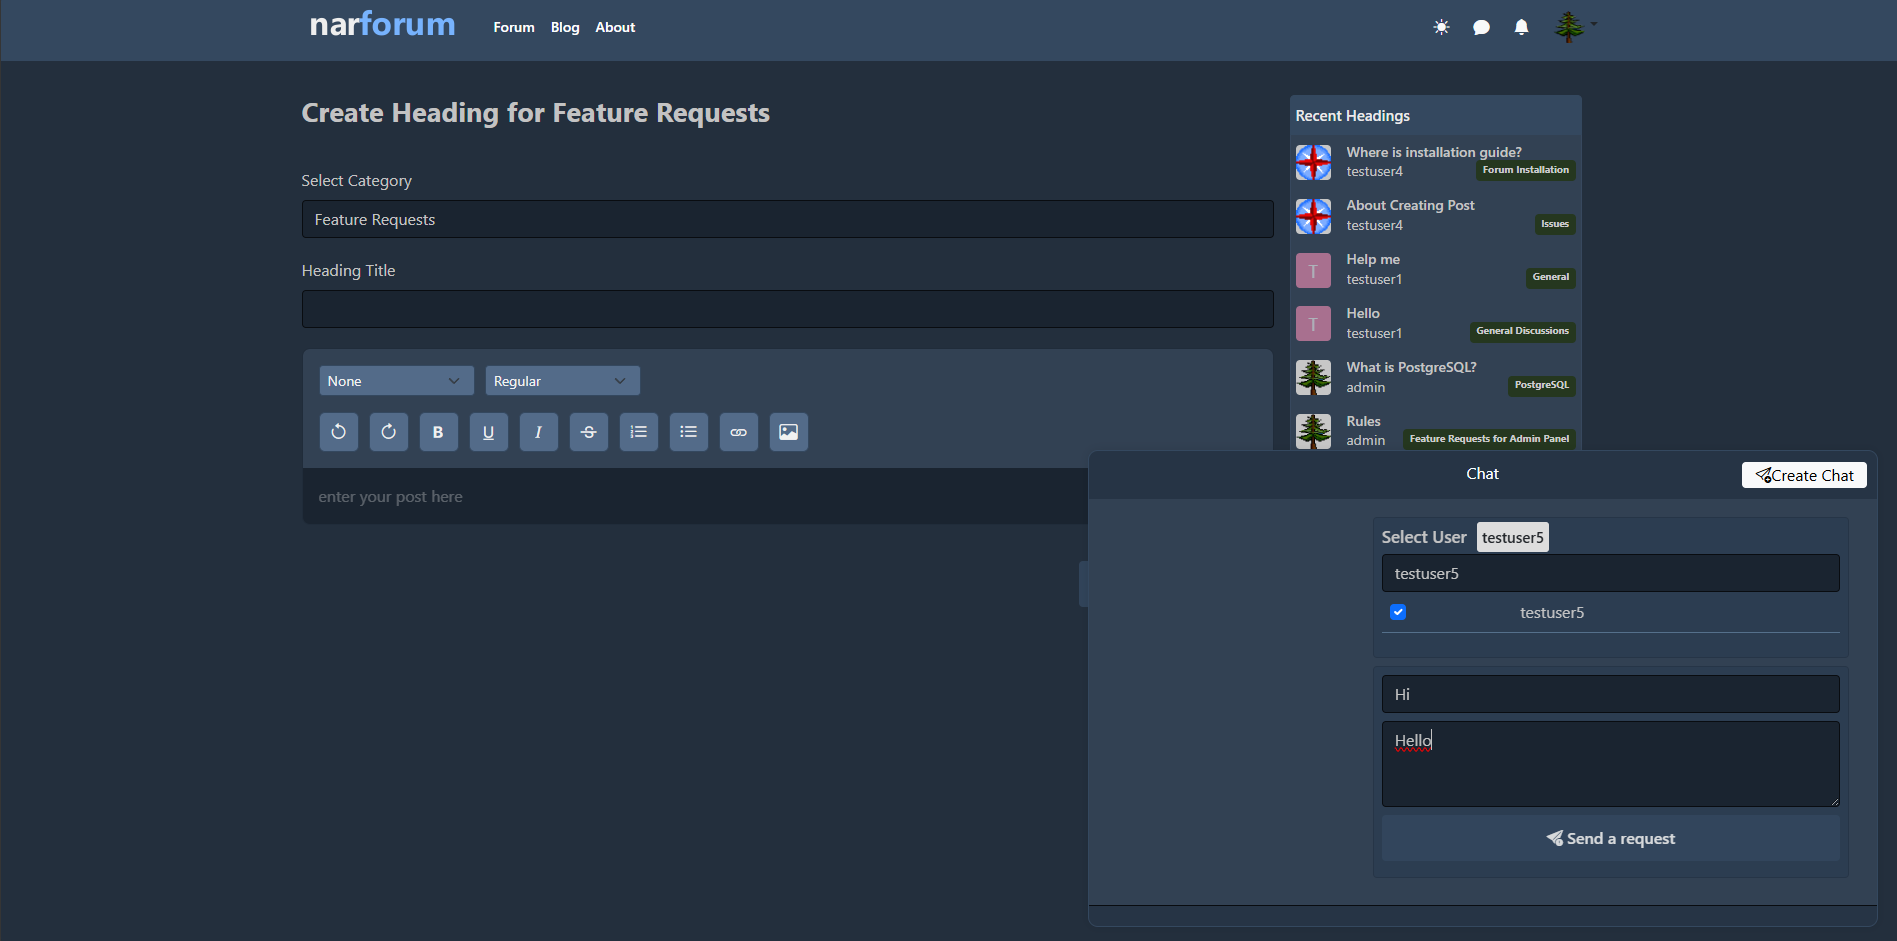 narforum Forum Blog About
Create Heading for Feature Requests
Select Category
Feature Requests
Heading Title
None Regular
B U I S
enter your post here
Recent Headings
Where is installation guide?
testuser4 Forum Installation
About Creating Post
testuser4 Issues
T Help me
testuser1 General
T Hello
testuser1 General Discussions
What is PostgreSQL?
admin PostgreSQL
Rules
admin Feature Requests for Admin Panel
Chat Create Chat
Select User testuser5
testuser5
testuser5
Hi
Hello
Send a request